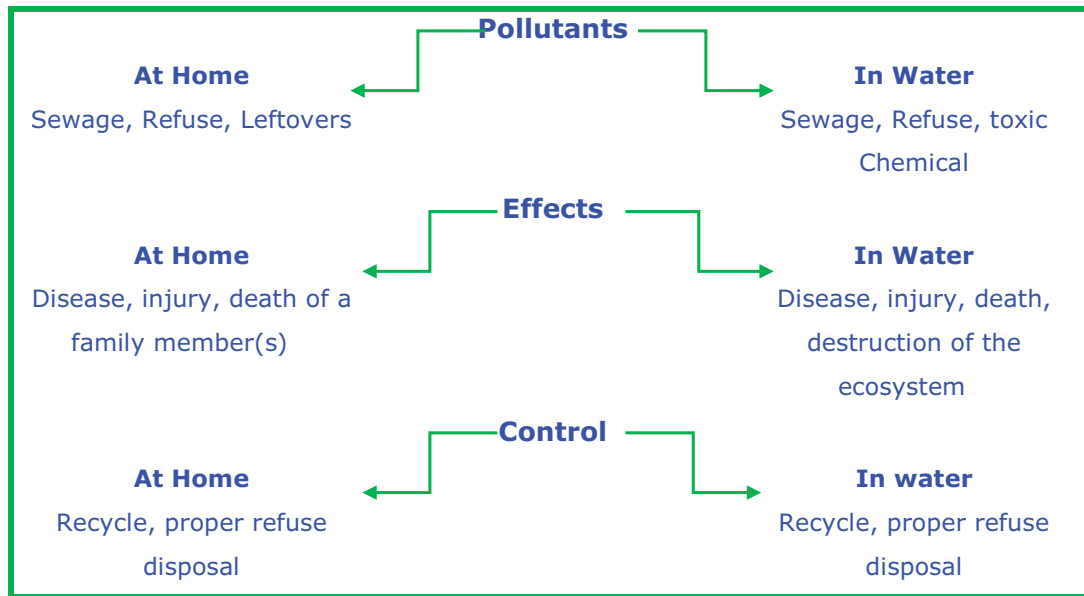 Pollutants
At Home
Sewage, Refuse, Leftovers
In Water
Sewage, Refuse, toxic
Chemical
Effects
At Home
Disease, injury, death of a
family member(s)
In Water
Disease, injury, death,
destruction of the
ecosystem
Control
At Home
Recycle, proper refuse
disposal
In water
Recycle, proper refuse
disposal